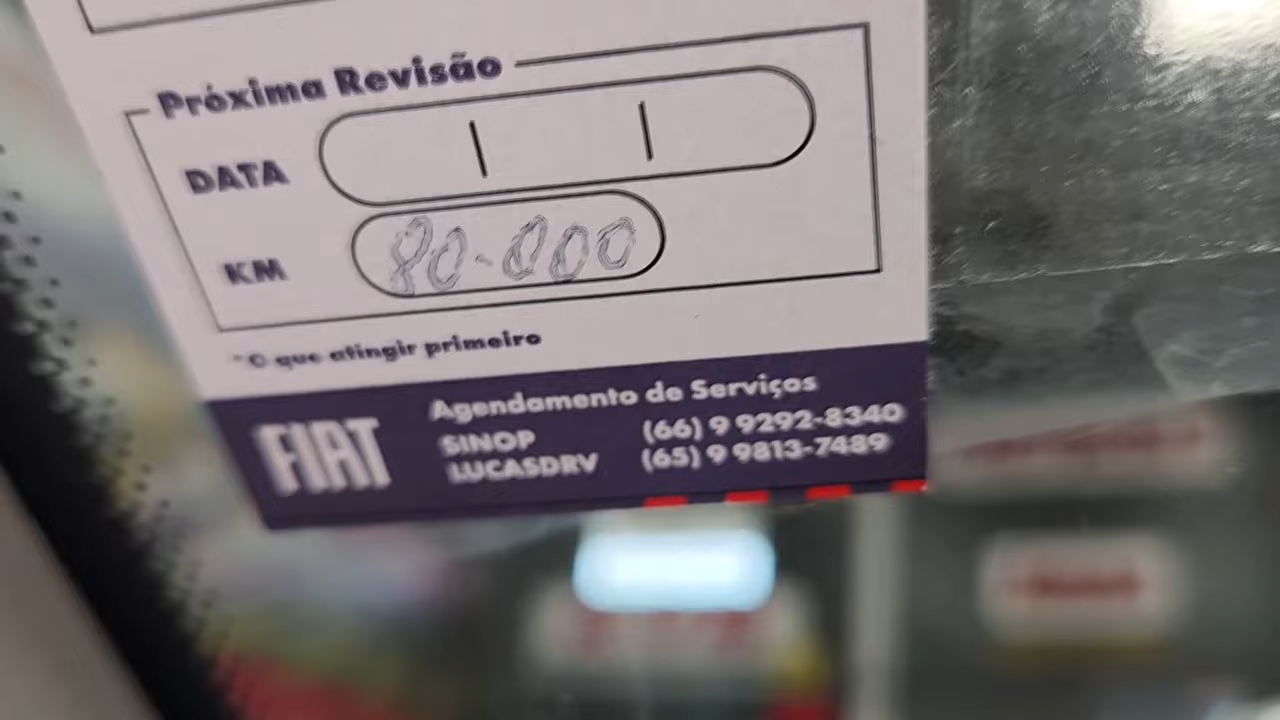 Próxima Revisão
DATA
KM 80.000
*O que atingir primeiro
FIAT
Agendamento de Serviços
SINOP (66) 9 9292-8340
LUCASDRV (65) 9 9813-7489